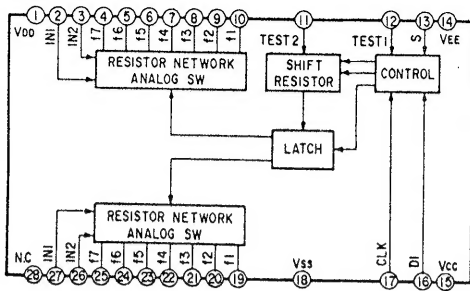 1 2 3 4 5 6 7 8 9 10 11 12 13 14
VDD IN1 IN2 f7 f6 f5 f4 f3 f2 f1 TEST2 TEST1 S VEE
RESISTOR NETWORK
ANALOG SW
SHIFT
RESISTOR
CONTROL
LATCH
RESISTOR NETWORK
ANALOG SW
N.C IN1 IN2 f7 f6 f5 f4 f3 f2 f1 VSS CLK DI VCC
28 27 26 25 24 23 22 21 20 19 18 17 16 15